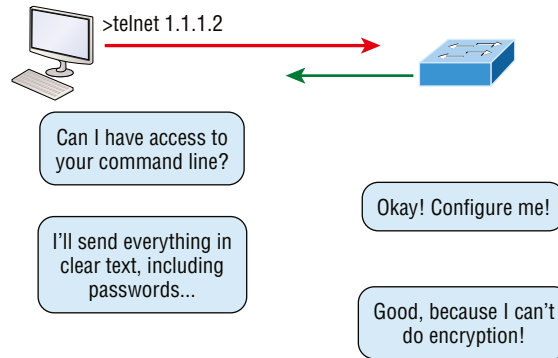 >telnet 1.1.1.2
Can I have access to
your command line?
Okay! Configure me!
I’ll send everything in
clear text, including
passwords...
Good, because I can’t
do encryption!